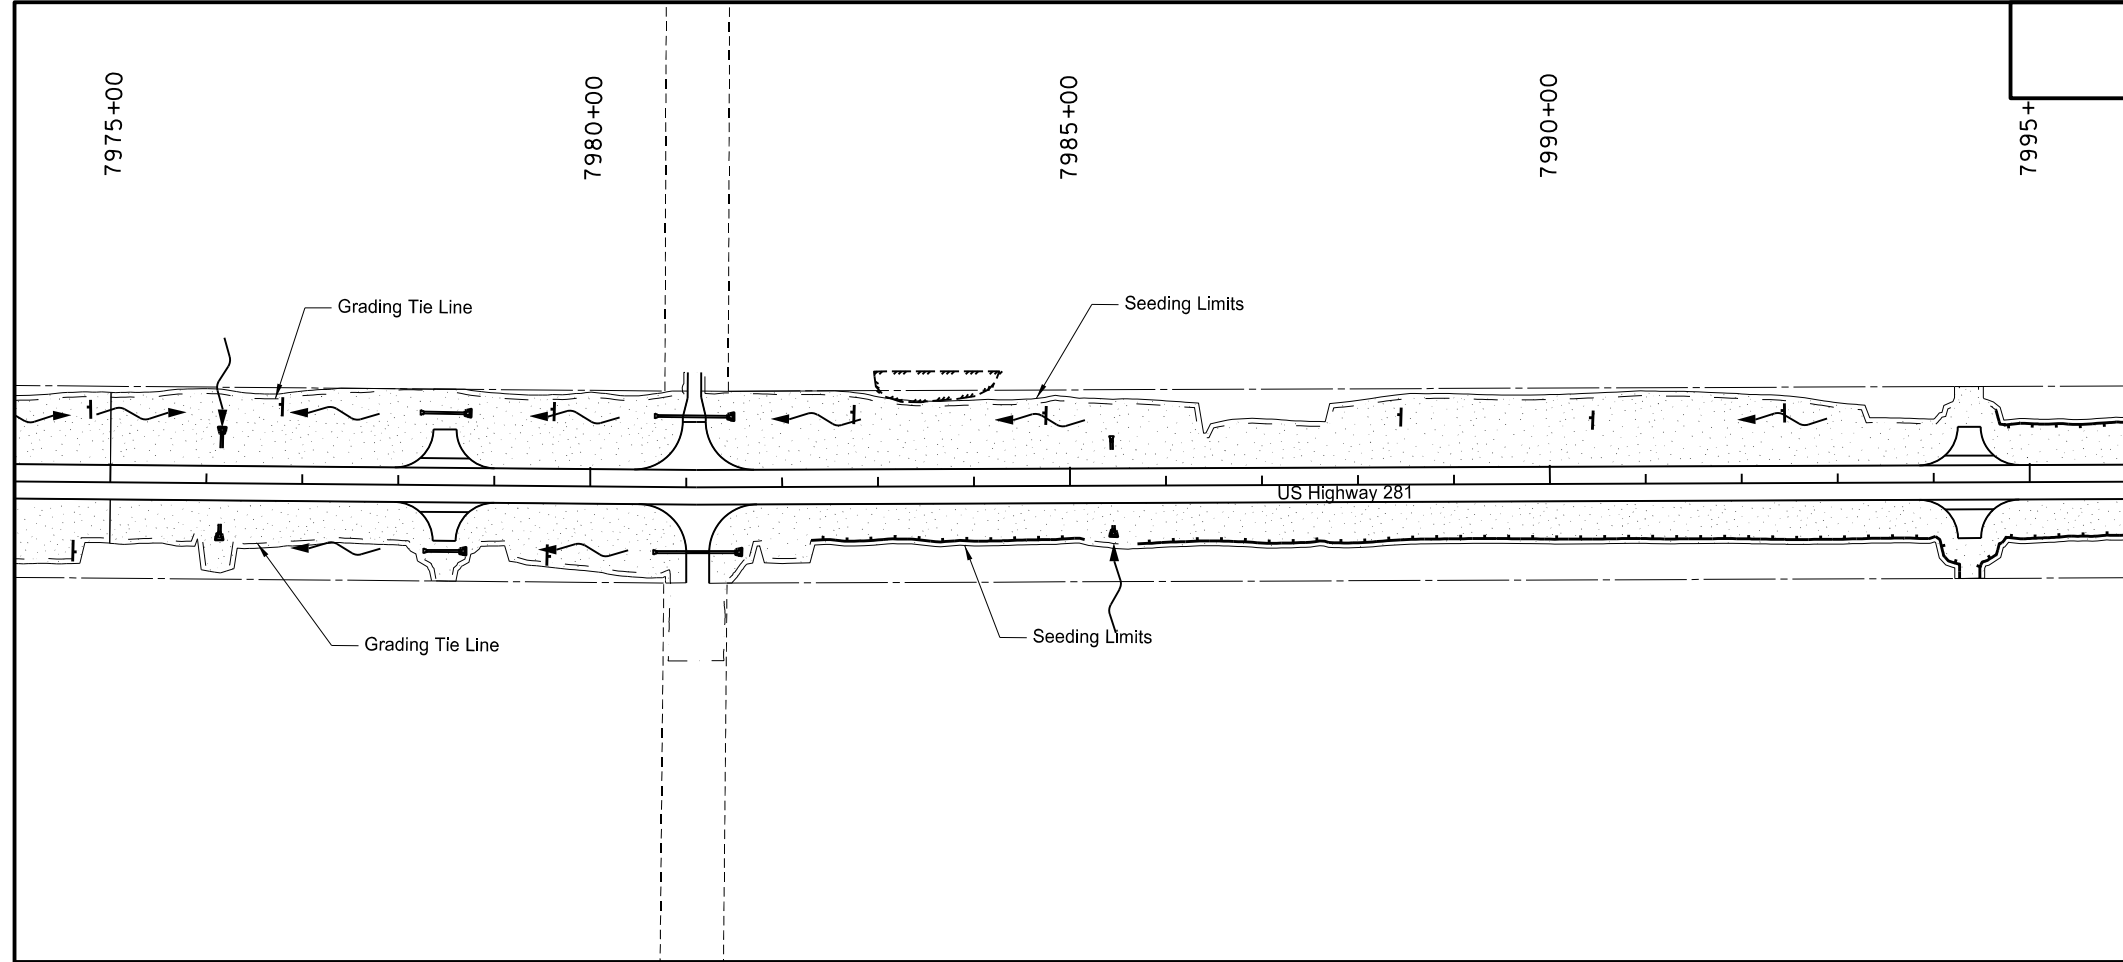 7975+00
7980+00
7985+00
7990+00
7995+
Grading Tie Line
Seeding Limits
US Highway 281
Grading Tie Line
Seeding Limits